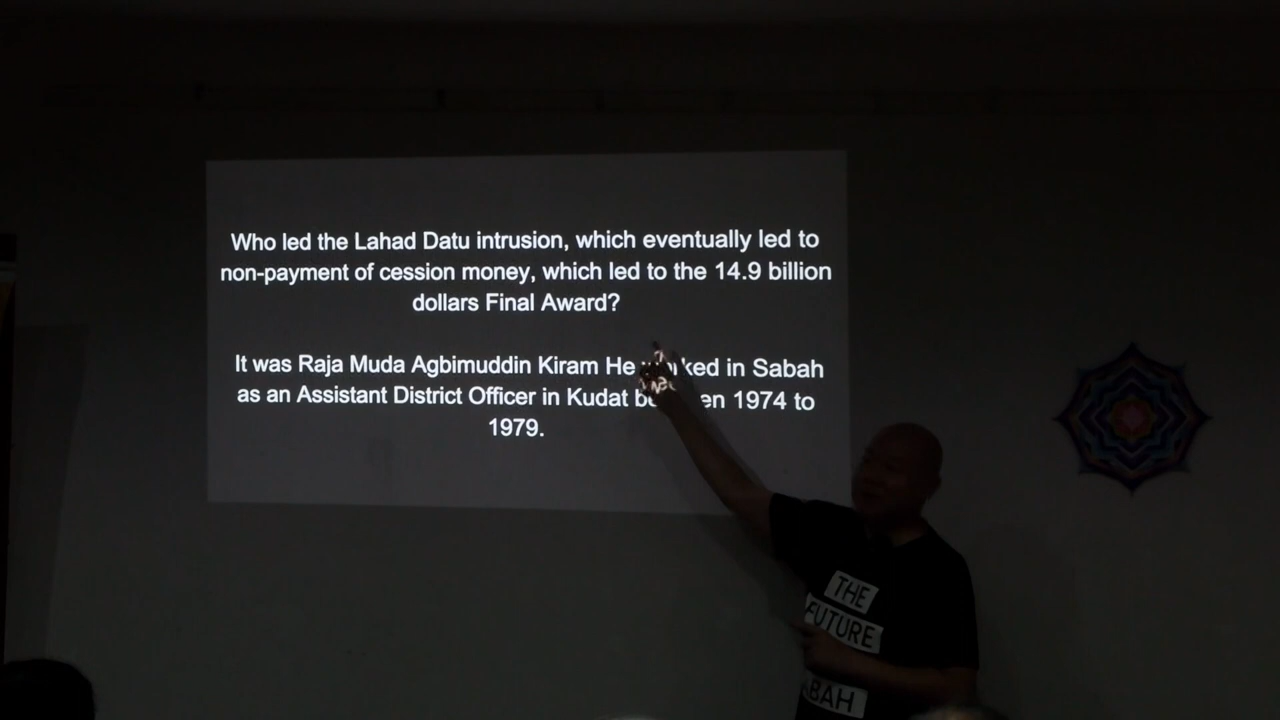 Who led the Lahad Datu intrusion, which eventually led to
non-payment of cession money, which led to the 14.9 billion
dollars Final Award?
It was Raja Muda Agbimuddin Kiram He ked in Sabah
as an Assistant District Officer in Kudat en 1974 to
1979.
THE
FUTURE
BAH